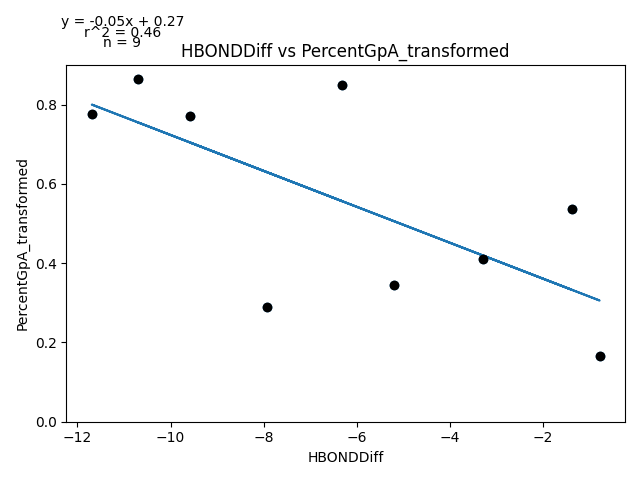 y = -0.05x + 0.27
r^2 = 0.46
n = 9
HBONDDiff vs PercentGpA_transformed
PercentGpA_transformed
0.8
0.6
0.4
0.2
0.0
−12 −10 −8 −6 −4 −2
HBONDDiff